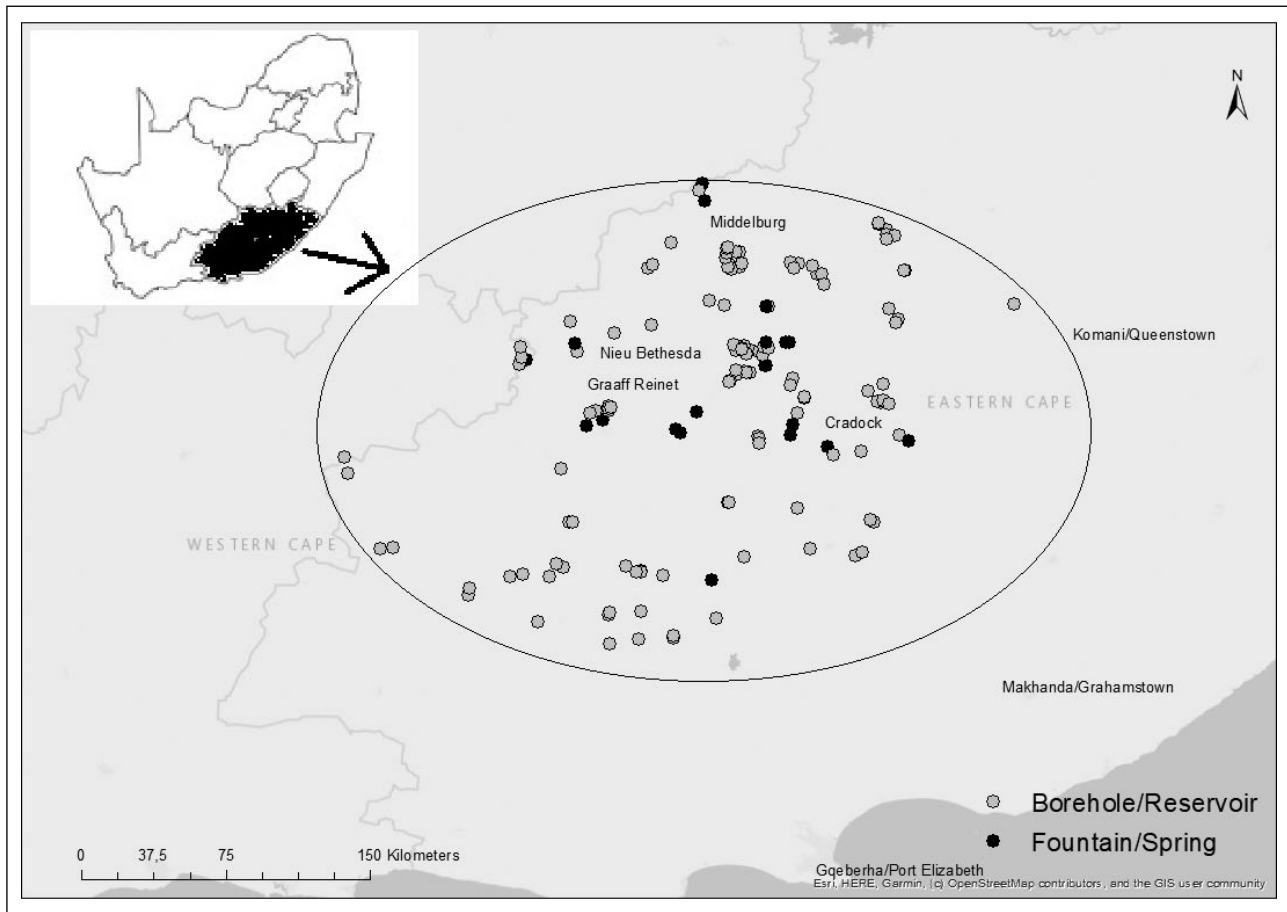 N
Middelburg
Komani/Queenstown
Nieu Bethesda
Graaff Reinet
EASTERN CAPE
Cradock
WESTERN CAPE
Makhanda/Grahamstown
Borehole/Reservoir
Fountain/Spring
0 37,5 75 150 Kilometers
Gqeberha/Port Elizabeth
Esri, HERE, Garmin, (c) OpenStreetMap contributors, and the GIS user community